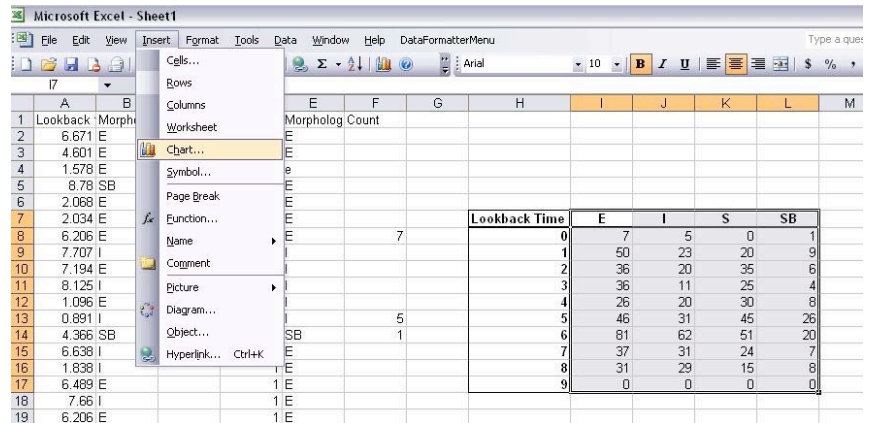 Microsoft Excel - Sheet1
File Edit View Insert Format Tools Data Window Help DataFormatterMenu Type a ques
Σ Arial 10 B I U $ % ,
I7
Cells...
Rows
Columns
Worksheet
Chart...
Symbol...
Page Break
fx Function...
Name
Comment
Picture
Diagram...
Object...
Hyperlink... Ctrl+K
A B E F G H I J K L M
1 Lookback Morpho Morpholog Count
2 6.671 E E
3 4.601 E E
4 1.578 E e
5 8.78 SB E
6 2.068 E E
7 2.034 E E Lookback Time E I S SB
8 6.206 E E 7 0 7 5 0 1
9 7.707 I I 1 50 23 20 9
10 7.194 E I 2 36 20 35 6
11 8.125 I I 3 36 11 25 4
12 1.096 E I 4 26 20 30 8
13 0.891 I I 5 5 46 31 45 26
14 4.366 SB SB 1 6 81 62 51 20
15 6.638 I E 7 37 31 24 7
16 1.838 I 1 E 8 31 29 15 8
17 6.489 E 1 E 9 0 0 0 0
18 7.66 I 1 E
19 6.206 E 1 E